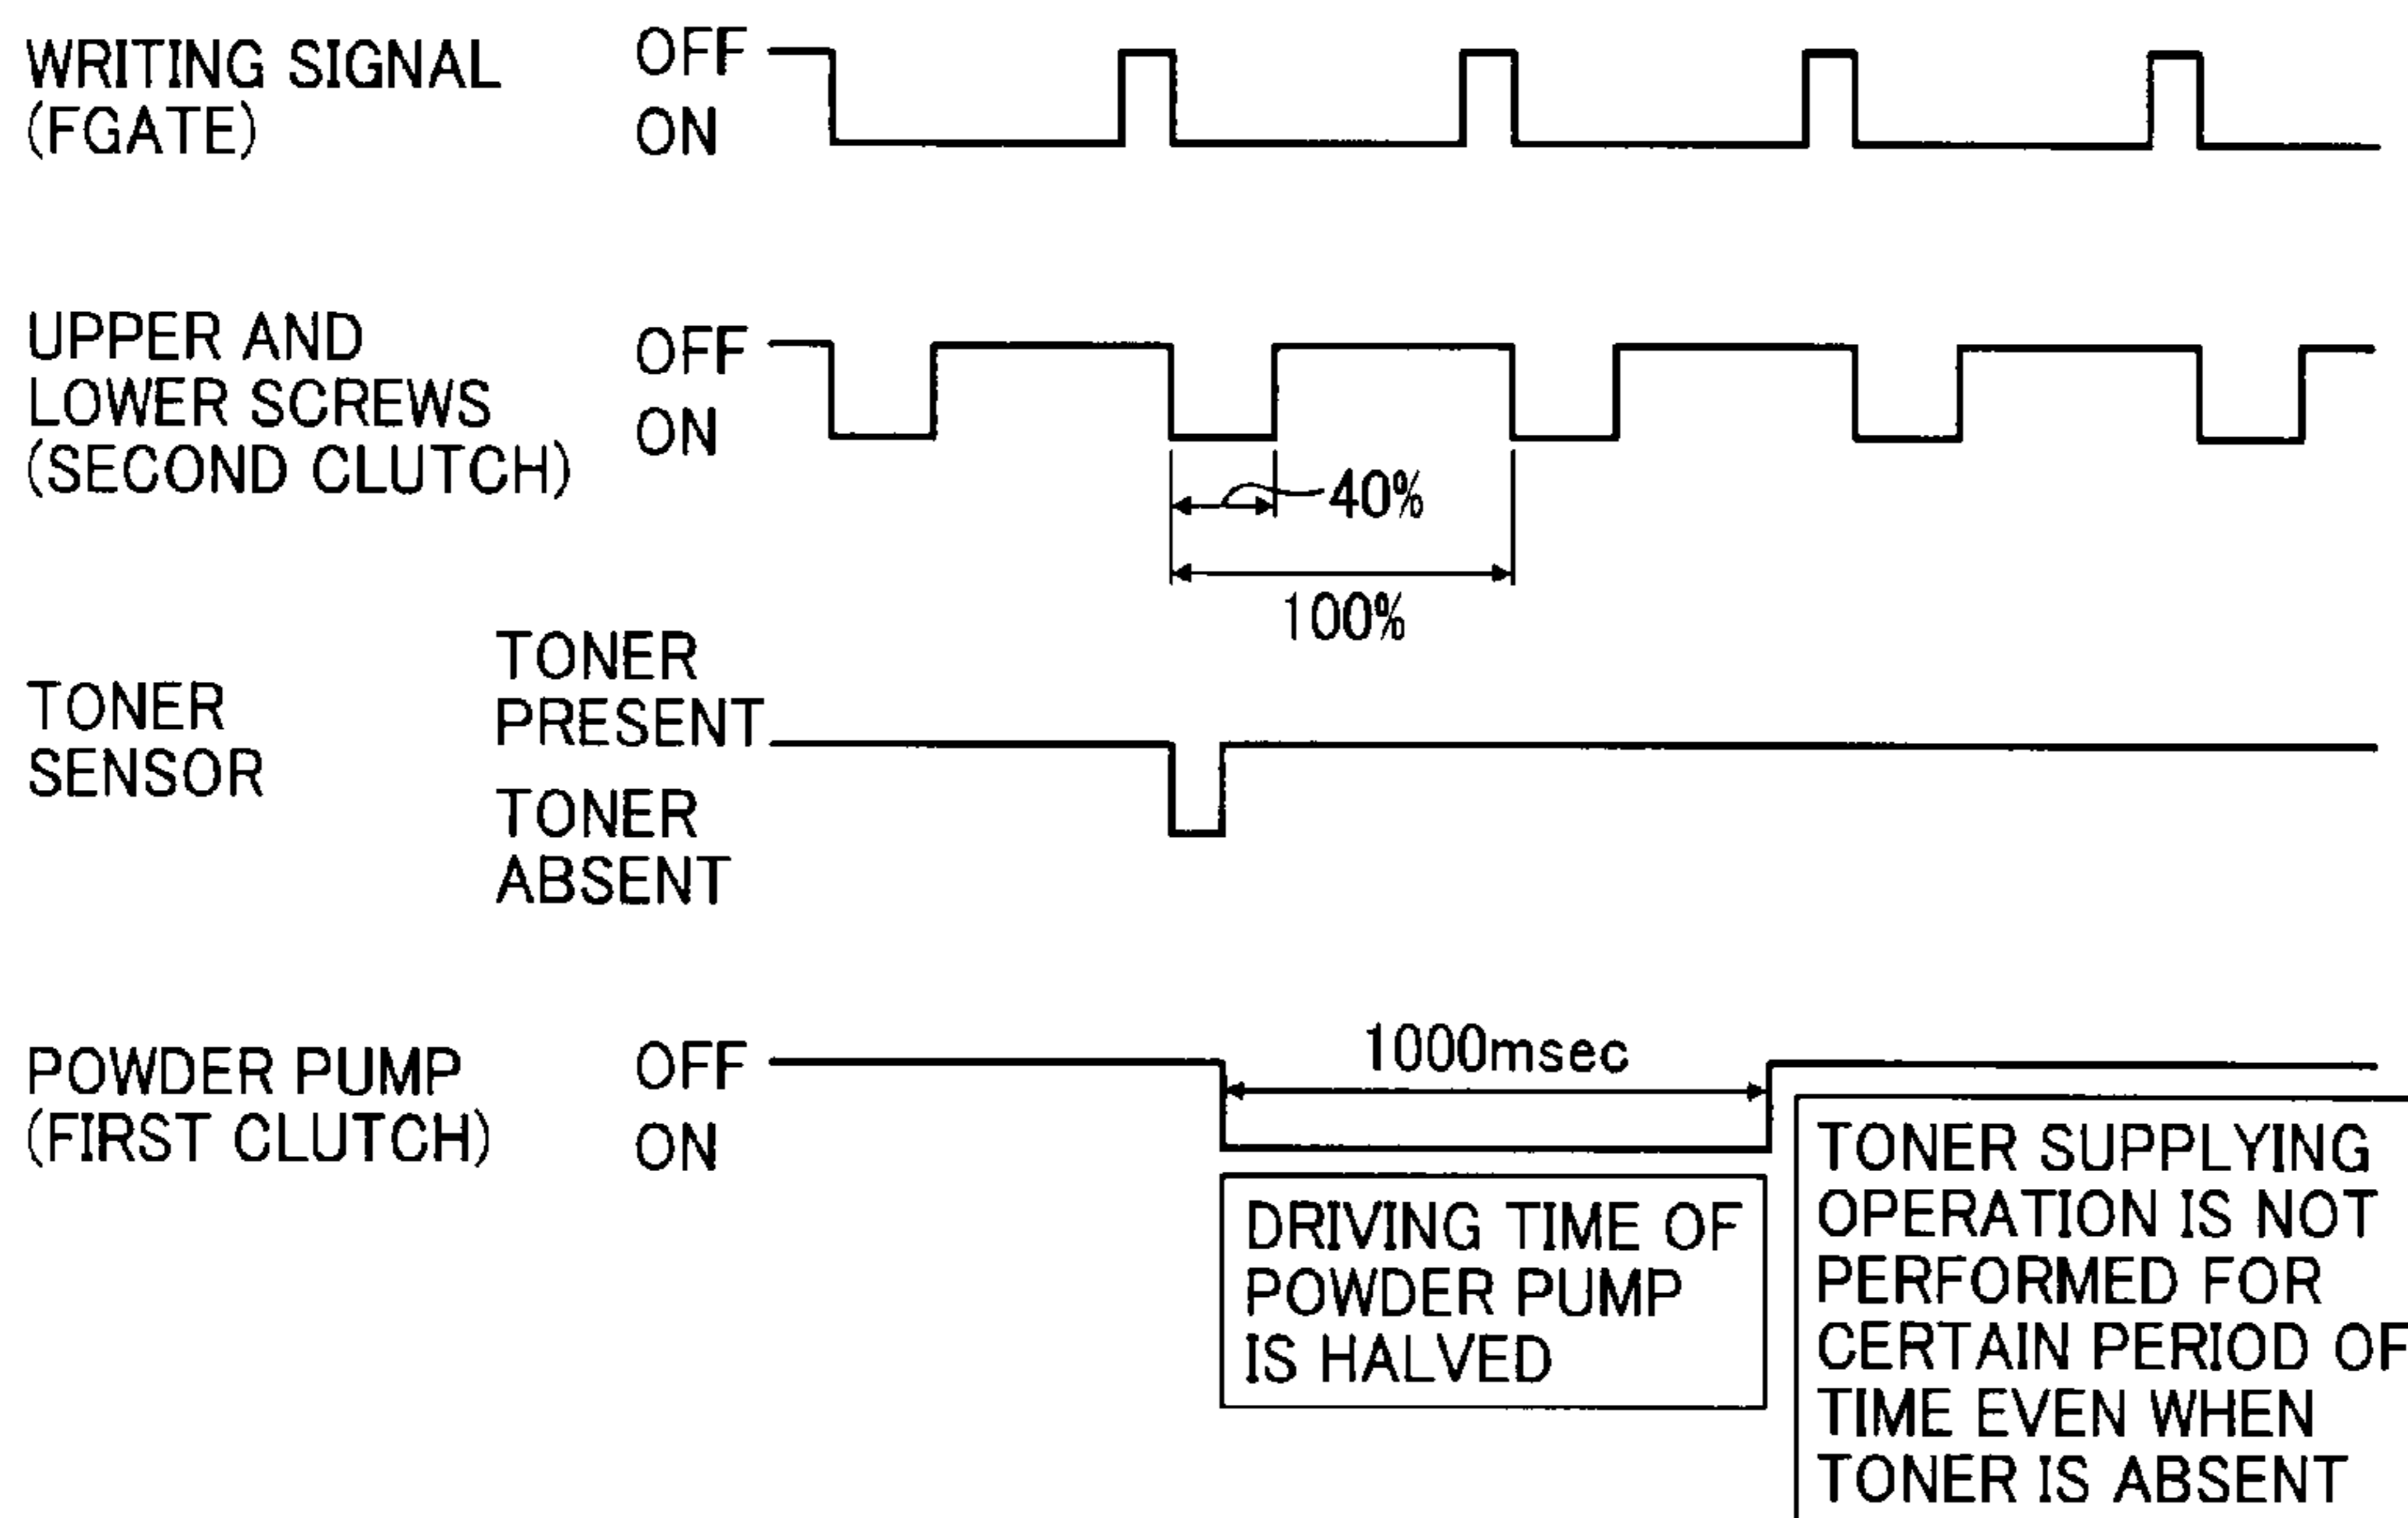 WRITING SIGNAL
(FGATE)
OFF
ON
UPPER AND
LOWER SCREWS
(SECOND CLUTCH)
OFF
ON
40%
100%
TONER
SENSOR
TONER
PRESENT
TONER
ABSENT
POWDER PUMP
(FIRST CLUTCH)
OFF
ON
1000msec
DRIVING TIME OF
POWDER PUMP
IS HALVED
TONER SUPPLYING
OPERATION IS NOT
PERFORMED FOR
CERTAIN PERIOD OF
TIME EVEN WHEN
TONER IS ABSENT